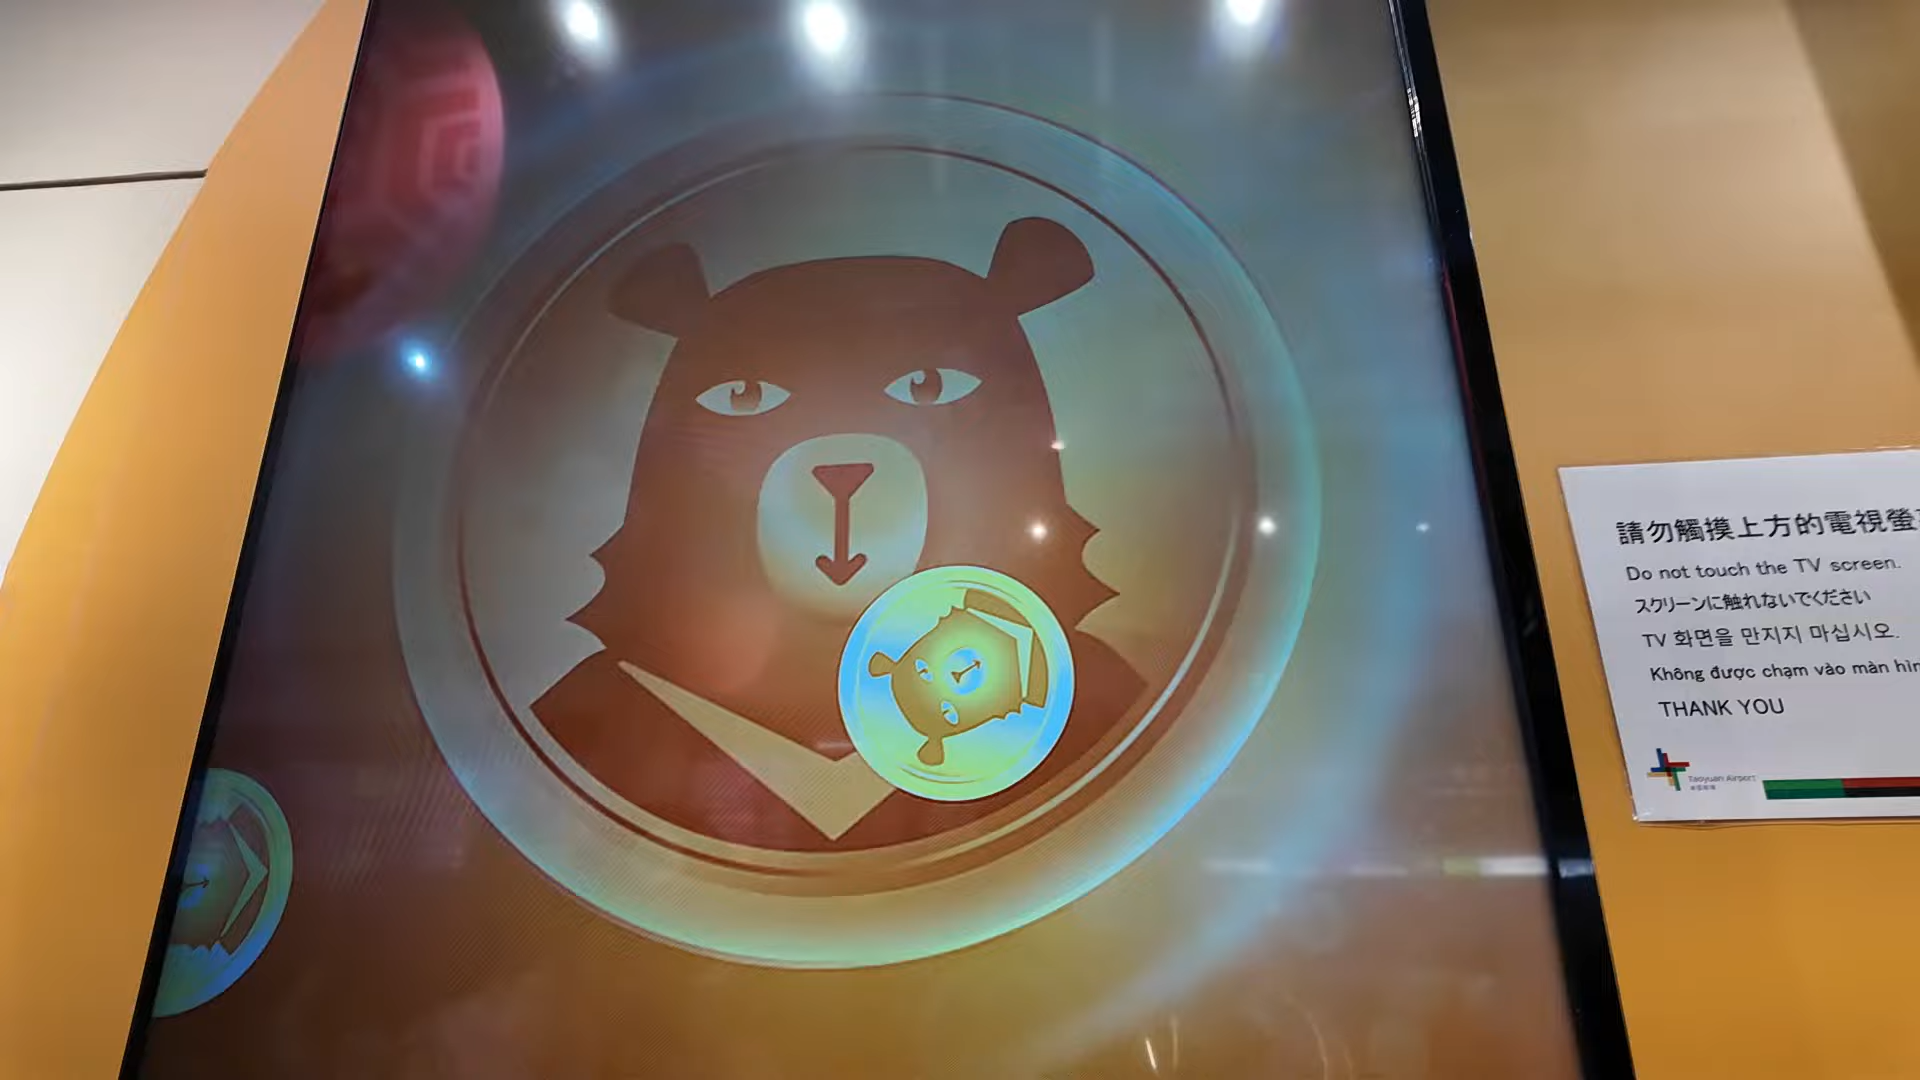 請勿觸摸上方的電視螢
Do not touch the TV screen.
スクリーンに触れないでください
TV 화면을 만지지 마십시오.
Không được chạm vào màn hìn
THANK YOU
Taoyuan Airport